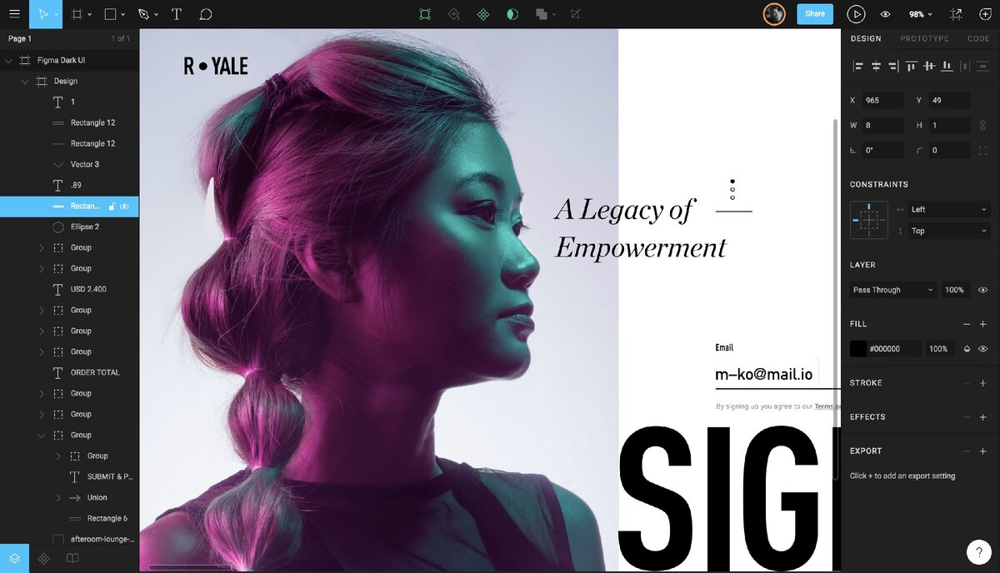 98%
Share
Page 1
1 of 1
Figma Dark UI
Design
1
Rectangle 12
Rectangle 12
Vector 3
.89
Rectan...
Ellipse 2
Group
Group
USD 2.400
Group
Group
Group
ORDER TOTAL
Group
Group
Group
Group
SUBMIT & P...
Union
Rectangle 6
afteroom-lounge-...
R•YALE
A Legacy of
Empowerment
Email
m–ko@mail.io
By signing up you agree to our Terms a
SIG
DESIGN
PROTOTYPE
CODE
X 965 Y 49
W 8 H 1
0° 0
CONSTRAINTS
Left
Top
LAYER
Pass Through 100%
FILL
#000000 100%
STROKE
EFFECTS
EXPORT
Click + to add an export setting
?